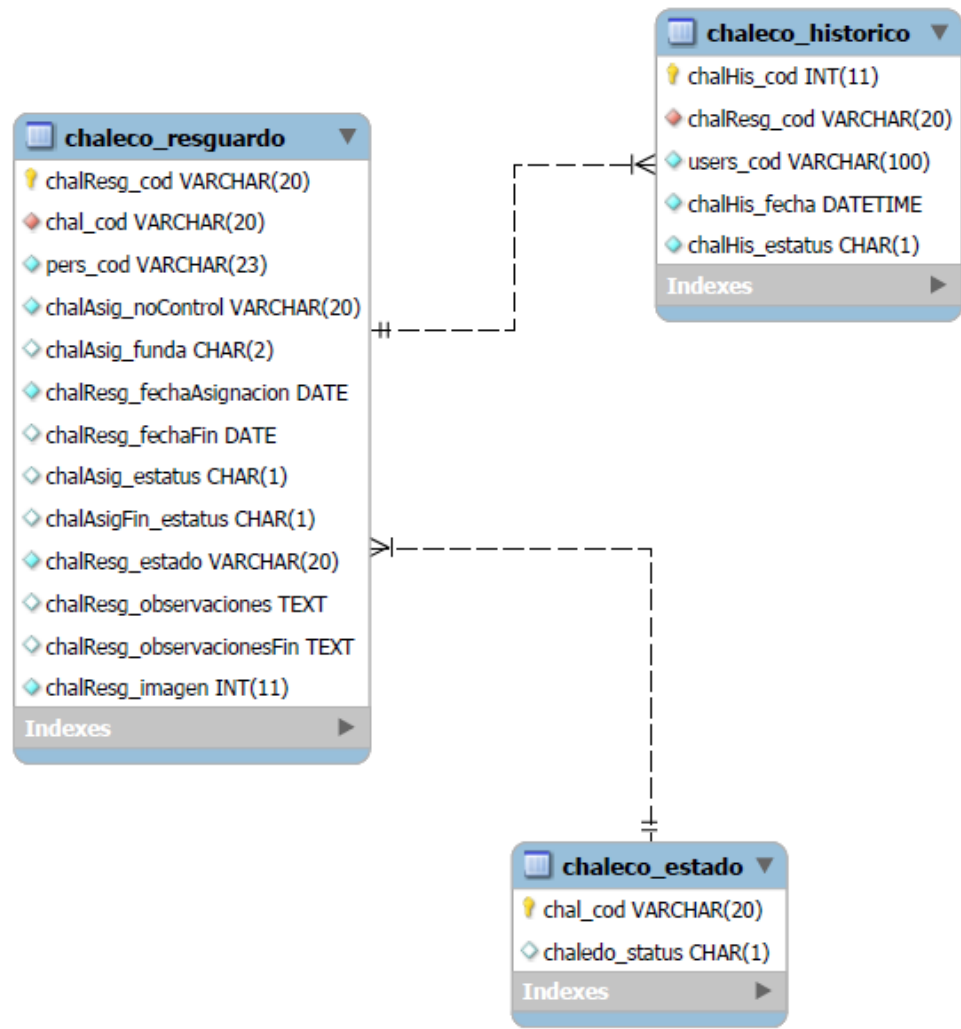 chaleco_historico
chalHis_cod INT(11)
chalResg_cod VARCHAR(20)
users_cod VARCHAR(100)
chalHis_fecha DATETIME
chalHis_estatus CHAR(1)
Indexes
chaleco_resguardo
chalResg_cod VARCHAR(20)
chal_cod VARCHAR(20)
pers_cod VARCHAR(23)
chalAsig_noControl VARCHAR(20)
chalAsig_funda CHAR(2)
chalResg_fechaAsignacion DATE
chalResg_fechaFin DATE
chalAsig_estatus CHAR(1)
chalAsigFin_estatus CHAR(1)
chalResg_estado VARCHAR(20)
chalResg_observaciones TEXT
chalResg_observacionesFin TEXT
chalResg_imagen INT(11)
Indexes
chaleco_estado
chal_cod VARCHAR(20)
chaledo_status CHAR(1)
Indexes